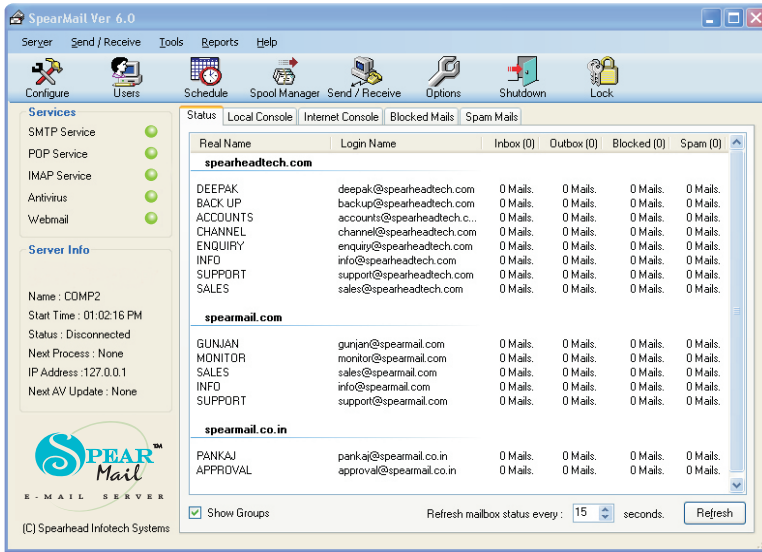 SpearMail Ver 6.0
Server Send / Receive Tools Reports Help
Configure Users Schedule Spool Manager Send / Receive Options Shutdown Lock
Services
SMTP Service
POP Service
IMAP Service
Antivirus
Webmail
Server Info
Name : COMP2
Start Time : 01:02:16 PM
Status : Disconnected
Next Process : None
IP Address :127.0.0.1
Next AV Update : None
SPEAR TM
Mail
E - MAIL SERVER
(C) Spearhead Infotech Systems
Status Local Console Internet Console Blocked Mails Spam Mails
Real Name Login Name Inbox (0) Outbox (0) Blocked (0) Spam (0)
spearheadtech.com
DEEPAK deepak@spearheadtech.com 0 Mails. 0 Mails. 0 Mails. 0 Mails.
BACK UP backup@spearheadtech.com 0 Mails. 0 Mails. 0 Mails. 0 Mails.
ACCOUNTS accounts@spearheadtech.c... 0 Mails. 0 Mails. 0 Mails. 0 Mails.
CHANNEL channel@spearheadtech.com 0 Mails. 0 Mails. 0 Mails. 0 Mails.
ENQUIRY enquiry@spearheadtech.com 0 Mails. 0 Mails. 0 Mails. 0 Mails.
INFO info@spearheadtech.com 0 Mails. 0 Mails. 0 Mails. 0 Mails.
SUPPORT support@spearheadtech.com 0 Mails. 0 Mails. 0 Mails. 0 Mails.
SALES sales@spearheadtech.com 0 Mails. 0 Mails. 0 Mails. 0 Mails.
spearmail.com
GUNJAN gunjan@spearmail.com 0 Mails. 0 Mails. 0 Mails. 0 Mails.
MONITOR monitor@spearmail.com 0 Mails. 0 Mails. 0 Mails. 0 Mails.
SALES sales@spearmail.com 0 Mails. 0 Mails. 0 Mails. 0 Mails.
INFO info@spearmail.com 0 Mails. 0 Mails. 0 Mails. 0 Mails.
SUPPORT support@spearmail.com 0 Mails. 0 Mails. 0 Mails. 0 Mails.
spearmail.co.in
PANKAJ pankaj@spearmail.co.in 0 Mails. 0 Mails. 0 Mails. 0 Mails.
APPROVAL approval@spearmail.co.in 0 Mails. 0 Mails. 0 Mails. 0 Mails.
Show Groups Refresh mailbox status every : 15 seconds. Refresh